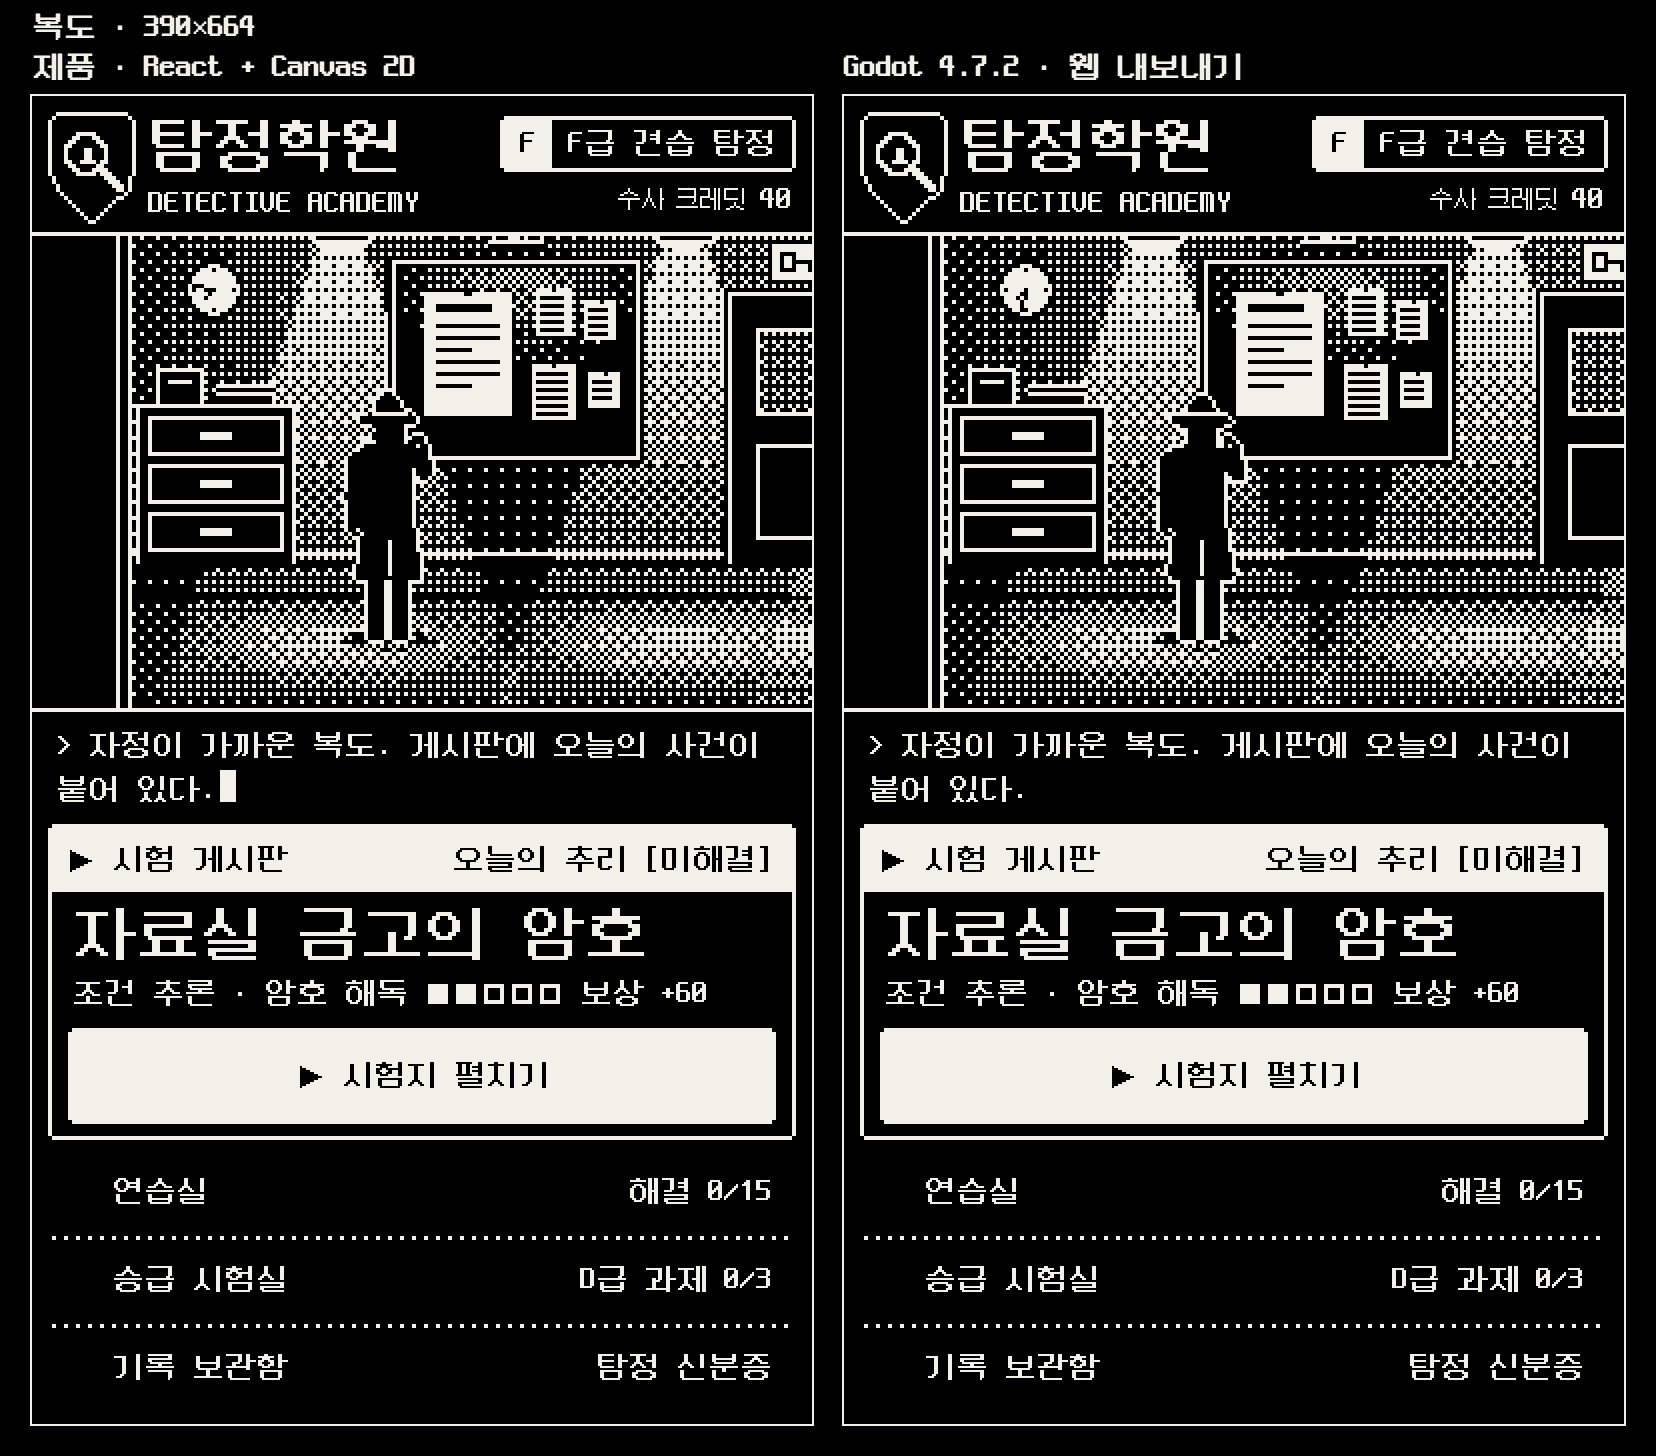 복도 · 390×664
제품 · React + Canvas 2D
탐정학원
F F급 견습 탐정
DETECTIVE ACADEMY
수사 크레딧 40
> 자정이 가까운 복도. 게시판에 오늘의 사건이
붙어 있다.
▶ 시험 게시판 오늘의 추리 [미해결]
자료실 금고의 암호
조건 추론 · 암호 해독 ■■□□□ 보상 +60
▶ 시험지 펼치기
연습실 해결 0/15
승급 시험실 D급 과제 0/3
기록 보관함 탐정 신분증
Godot 4.7.2 · 웹 내보내기
탐정학원
F F급 견습 탐정
DETECTIVE ACADEMY
수사 크레딧 40
> 자정이 가까운 복도. 게시판에 오늘의 사건이
붙어 있다.
▶ 시험 게시판 오늘의 추리 [미해결]
자료실 금고의 암호
조건 추론 · 암호 해독 ■■□□□ 보상 +60
▶ 시험지 펼치기
연습실 해결 0/15
승급 시험실 D급 과제 0/3
기록 보관함 탐정 신분증